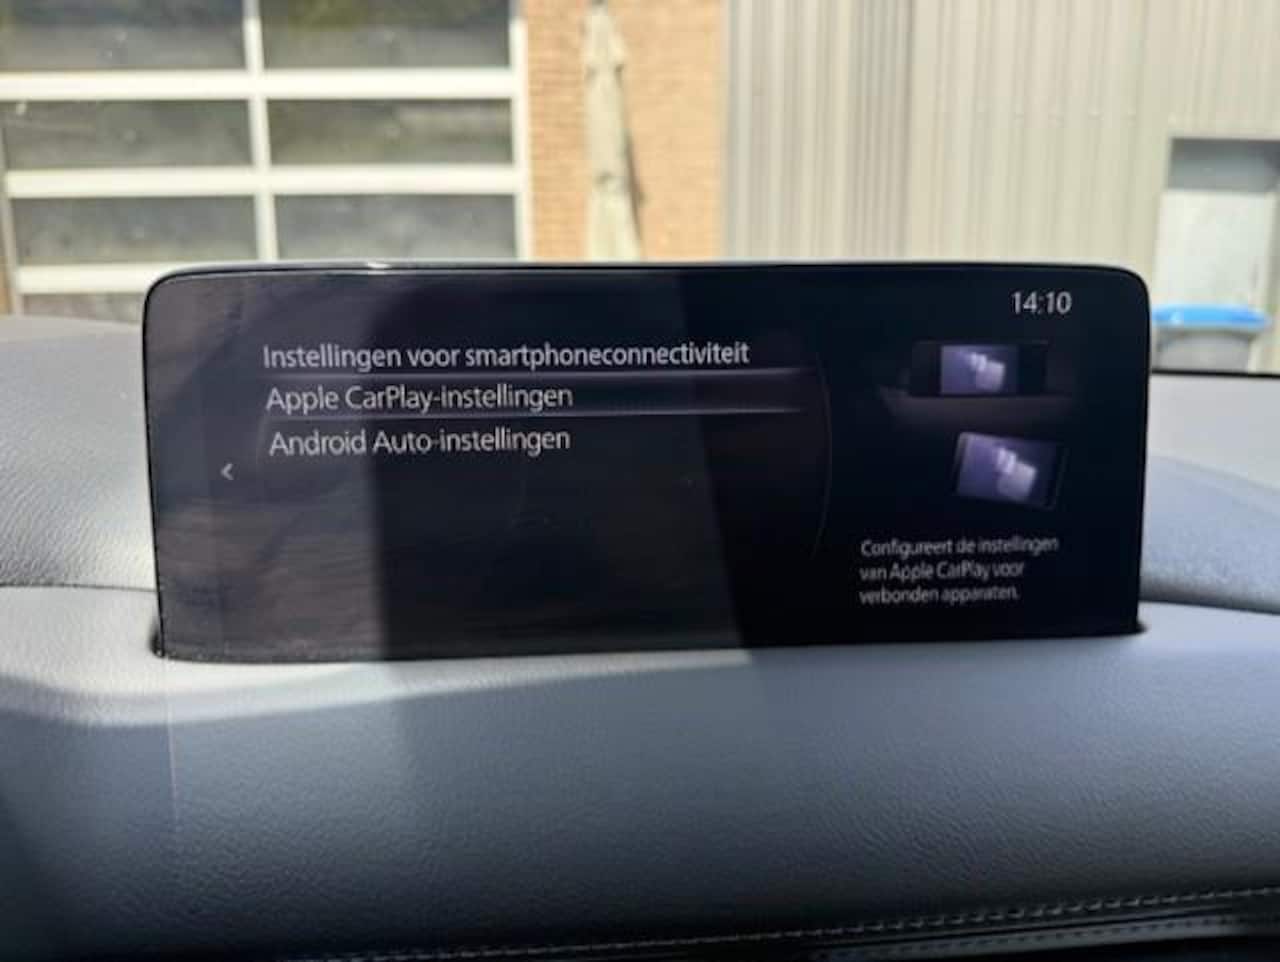 14:10
Instellingen voor smartphoneconnectiviteit
Apple CarPlay-instellingen
Android Auto-instellingen
Configureert de instellingen
van Apple CarPlay voor
verbonden apparaten.